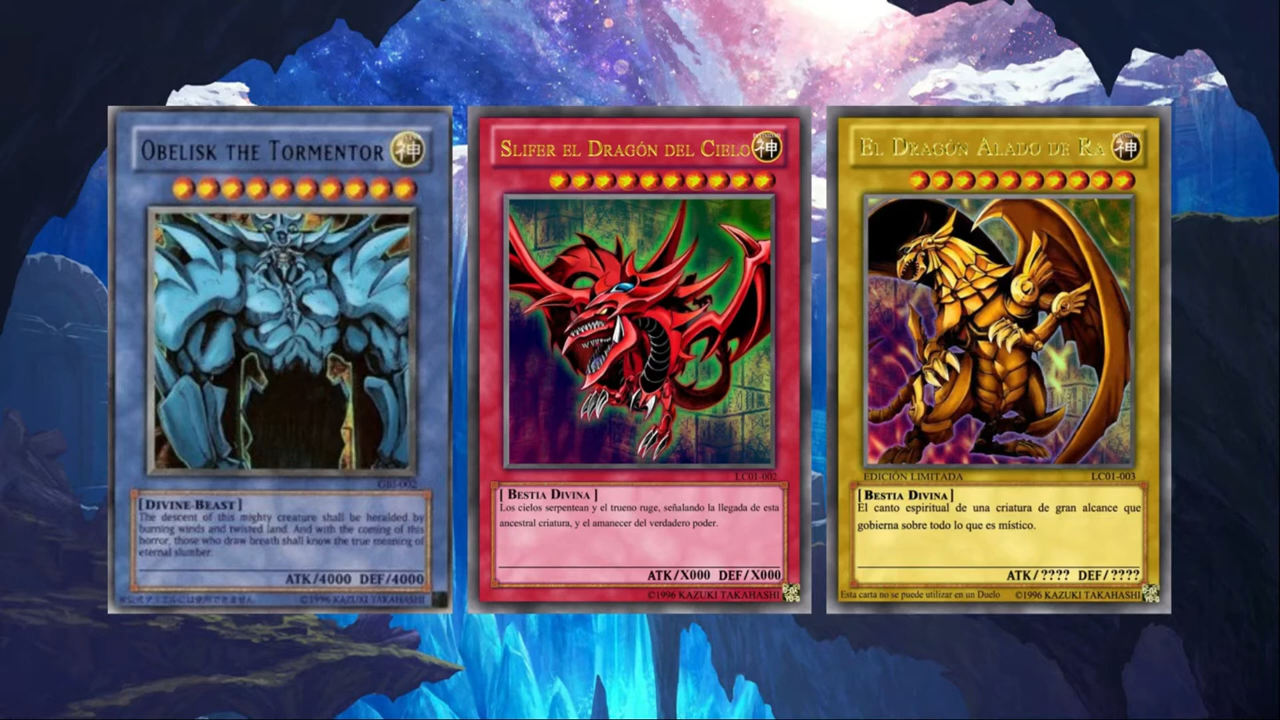 OBELISK THE TORMENTOR
神
GBI-002
[DIVINE-BEAST]
The descent of this mighty creature shall be heralded by
burning winds and twisted land. And with the coming of this
horror, those who draw breath shall know the true meaning of
eternal slumber.
ATK/4000 DEF/4000
©1996 KAZUKI TAKAHASHI
SLIFER EL DRAGÓN DEL CIELO
神
LC01-002
[ BESTIA DIVINA ]
Los cielos serpentean y el trueno ruge, señalando la llegada de esta
ancestral criatura, y el amanecer del verdadero poder.
ATK/X000 DEF/X000
©1996 KAZUKI TAKAHASHI
EL DRAGÓN ALADO DE RA
神
EDICIÓN LIMITADA LC01-003
[BESTIA DIVINA]
El canto espiritual de una criatura de gran alcance que
gobierna sobre todo lo que es místico.
ATK/???? DEF/????
Esta carta no se puede utilizar en un Duelo ©1996 KAZUKI TAKAHASHI